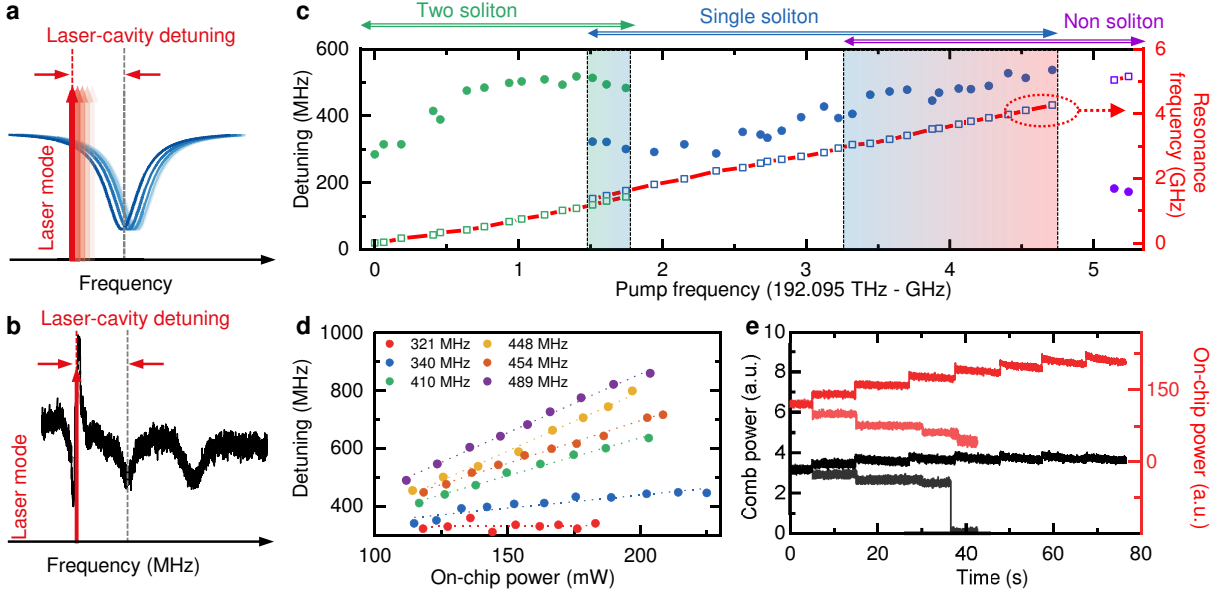 a
Laser-cavity detuning
Laser mode
Frequency
b
Laser-cavity detuning
Laser mode
Frequency (MHz)
c
Two soliton
Single soliton
Non soliton
600
400
200
0
Detuning (MHz)
6
5
4
3
2
1
0
Resonance
frequency
(GHz)
0
1
2
3
4
5
Pump frequency (192.095 THz - GHz)
d
1000
800
600
400
Detuning (MHz)
321 MHz
340 MHz
410 MHz
448 MHz
454 MHz
489 MHz
100
150
200
On-chip power (mW)
e
10
8
6
4
2
0
Comb power (a.u.)
150
0
On-chip power
(a.u.)
0
20
40
60
80
Time (s)